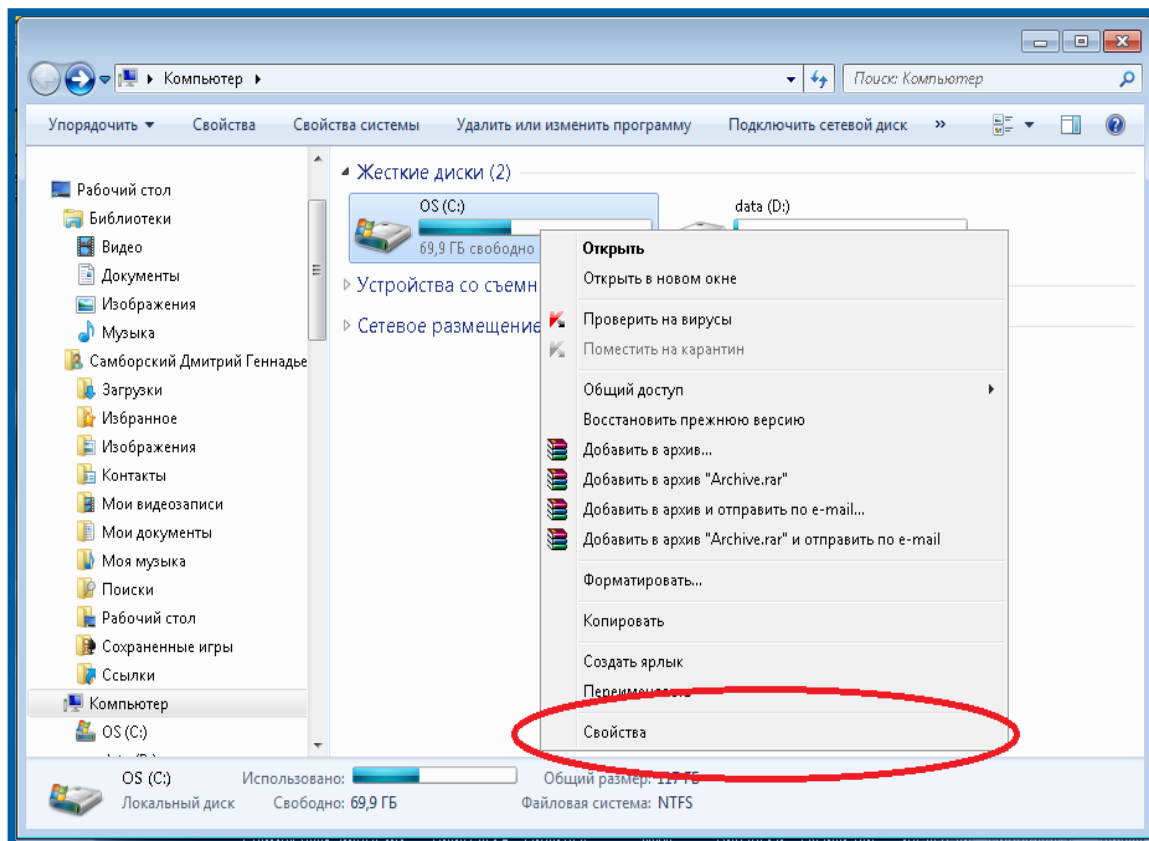 Компьютер
Поиск: Компьютер
Упорядочить Свойства Свойства системы Удалить или изменить программу Подключить сетевой диск »
Рабочий стол
Библиотеки
Видео
Документы
Изображения
Музыка
Самборский Дмитрий Геннадье
Загрузки
Избранное
Изображения
Контакты
Мои видеозаписи
Мои документы
Моя музыка
Поиски
Рабочий стол
Сохраненные игры
Ссылки
Компьютер
OS (C:)
Жесткие диски (2)
OS (C:)
69,9 ГБ свободно
data (D:)
Устройства со съемн
Сетевое размещение
Открыть
Открыть в новом окне
Проверить на вирусы
Поместить на карантин
Общий доступ
Восстановить прежнюю версию
Добавить в архив...
Добавить в архив "Archive.rar"
Добавить в архив и отправить по e-mail...
Добавить в архив "Archive.rar" и отправить по e-mail
Форматировать...
Копировать
Создать ярлык
Переименовать
Свойства
OS (C:) Использовано: Общий размер: 117 ГБ
Локальный диск Свободно: 69,9 ГБ Файловая система: NTFS